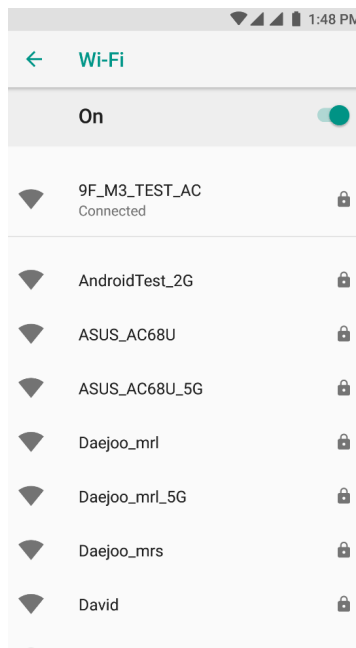 1:48 PM
Wi-Fi
On
9F_M3_TEST_AC
Connected
AndroidTest_2G
ASUS_AC68U
ASUS_AC68U_5G
Daejoo_mrl
Daejoo_mrl_5G
Daejoo_mrs
David